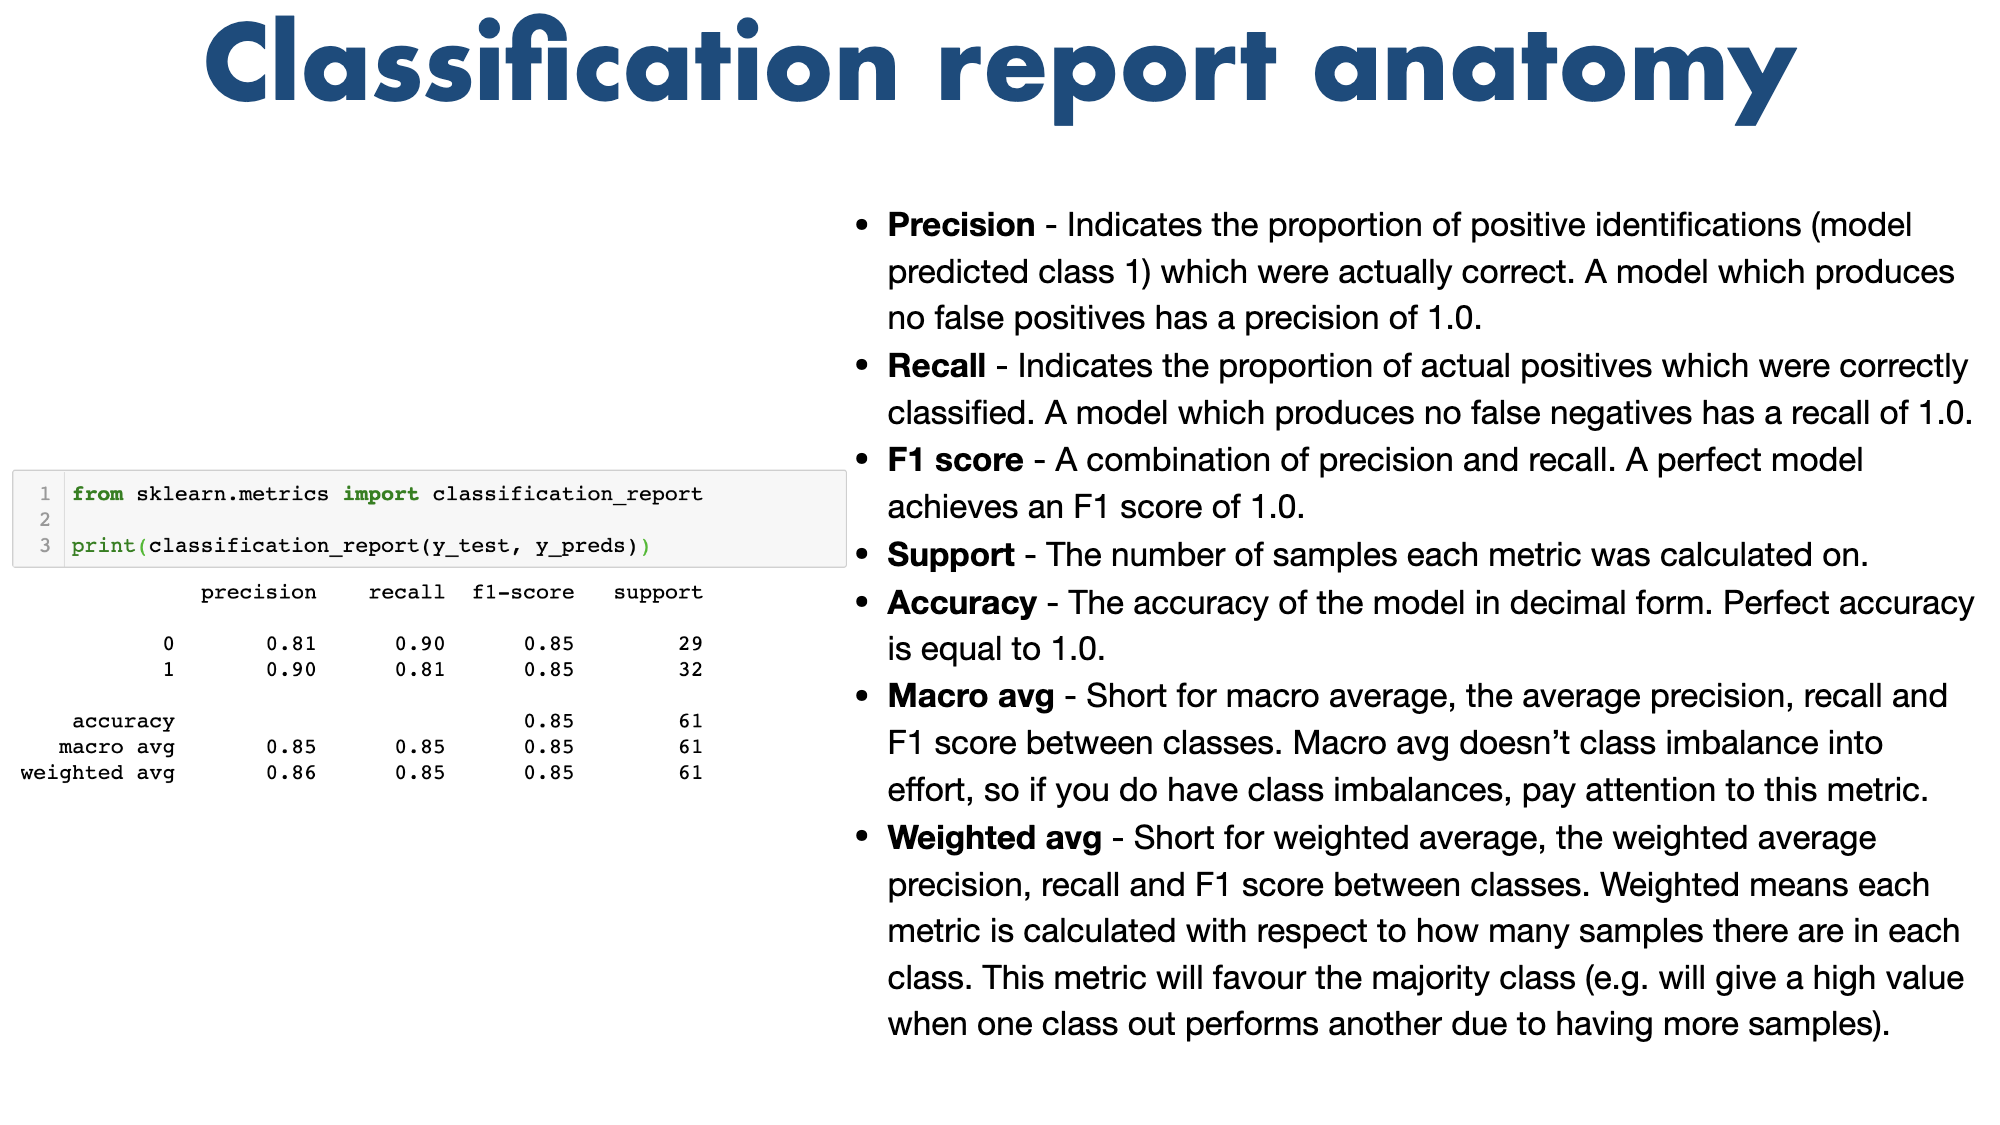 Classification report anatomy
1 from sklearn.metrics import classification_report
2
3 print(classification_report(y_test, y_preds))
precision recall f1-score support
0 0.81 0.90 0.85 29
1 0.90 0.81 0.85 32
accuracy 0.85 61
macro avg 0.85 0.85 0.85 61
weighted avg 0.86 0.85 0.85 61
• Precision - Indicates the proportion of positive identifications (model
predicted class 1) which were actually correct. A model which produces
no false positives has a precision of 1.0.
• Recall - Indicates the proportion of actual positives which were correctly
classified. A model which produces no false negatives has a recall of 1.0.
• F1 score - A combination of precision and recall. A perfect model
achieves an F1 score of 1.0.
• Support - The number of samples each metric was calculated on.
• Accuracy - The accuracy of the model in decimal form. Perfect accuracy
is equal to 1.0.
• Macro avg - Short for macro average, the average precision, recall and
F1 score between classes. Macro avg doesn’t class imbalance into
effort, so if you do have class imbalances, pay attention to this metric.
• Weighted avg - Short for weighted average, the weighted average
precision, recall and F1 score between classes. Weighted means each
metric is calculated with respect to how many samples there are in each
class. This metric will favour the majority class (e.g. will give a high value
when one class out performs another due to having more samples).